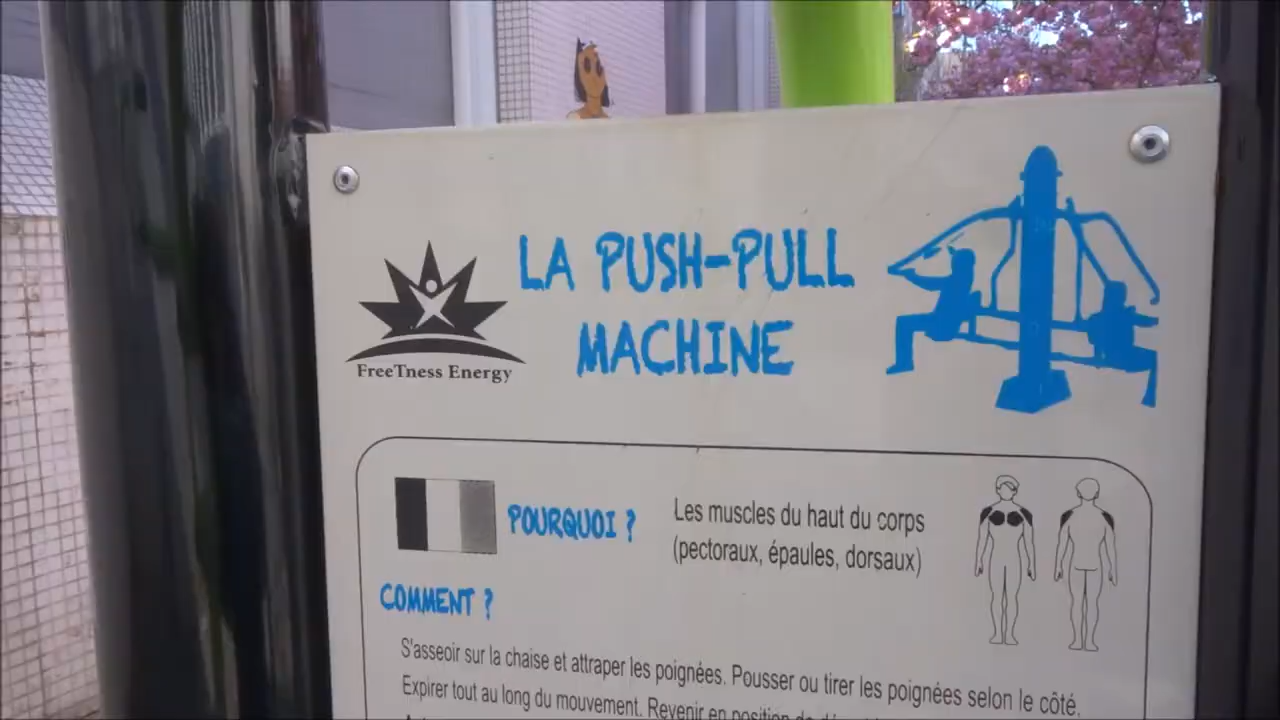 LA PUSH-PULL
MACHINE
FreeTness Energy
POURQUOI ?
Les muscles du haut du corps
(pectoraux, épaules, dorsaux)
COMMENT ?
S'asseoir sur la chaise et attraper les poignées. Pousser ou tirer les poignées selon le côté.
Expirer tout au long du mouvement. Revenir en position de